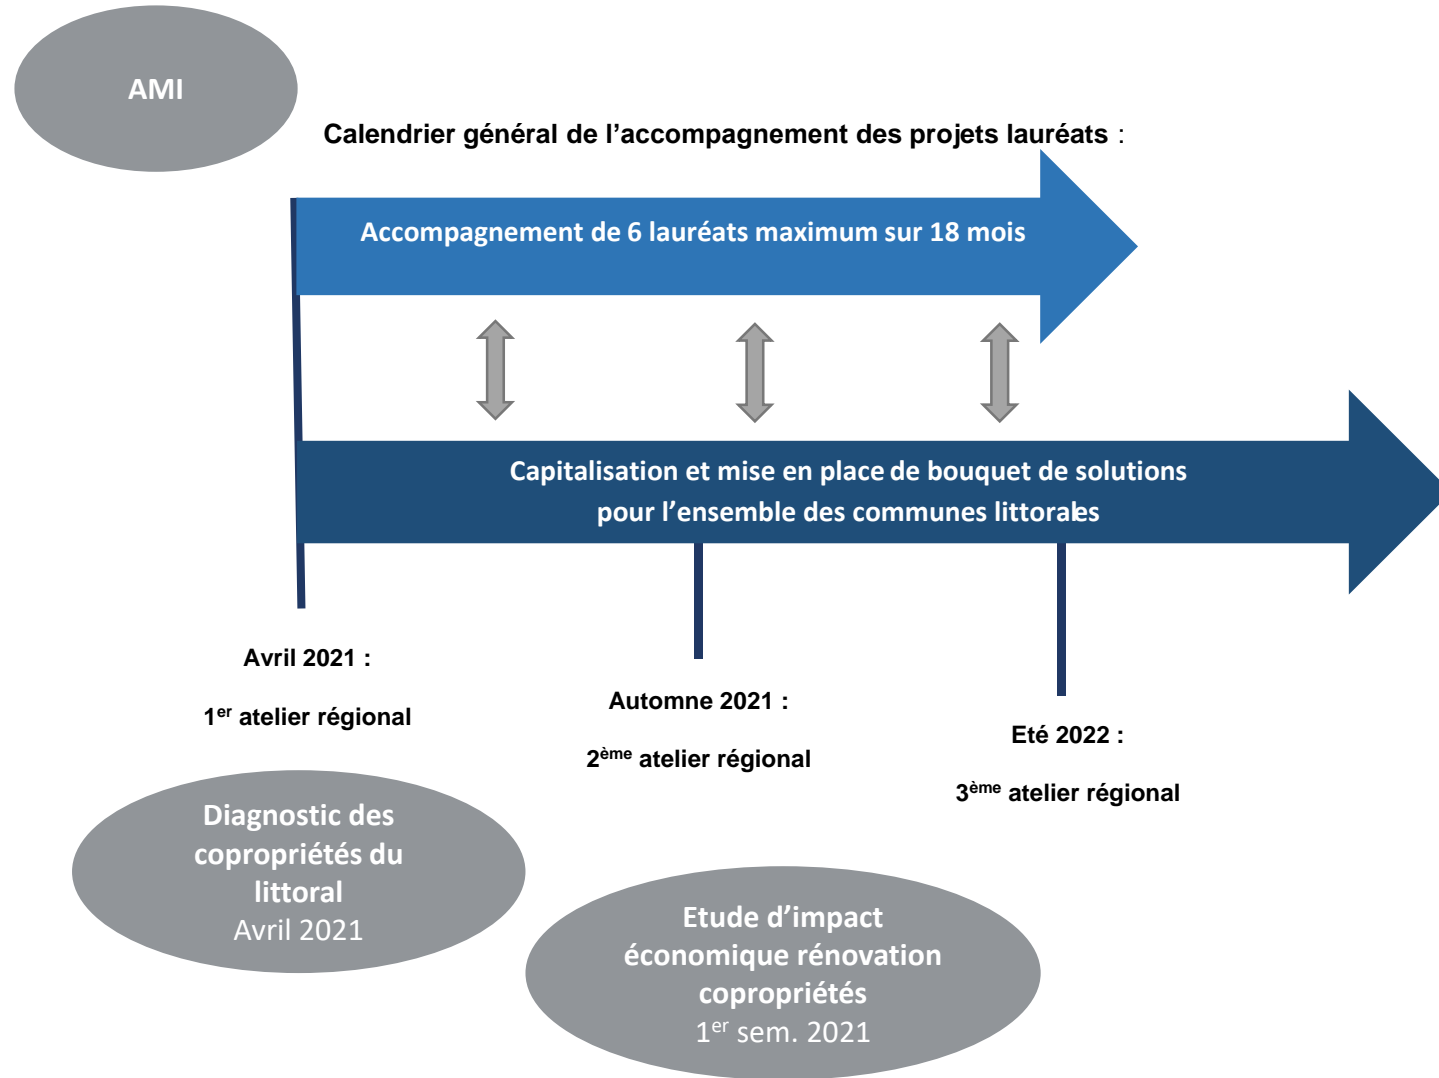 AMI
Calendrier général de l’accompagnement des projets lauréats :
Accompagnement de 6 lauréats maximum sur 18 mois
Capitalisation et mise en place de bouquet de solutions
pour l’ensemble des communes littorales
Avril 2021 :
1er atelier régional
Automne 2021 :
2ème atelier régional
Eté 2022 :
3ème atelier régional
Diagnostic des
copropriétés du
littoral
Avril 2021
Etude d’impact
économique rénovation
copropriétés
1er sem. 2021